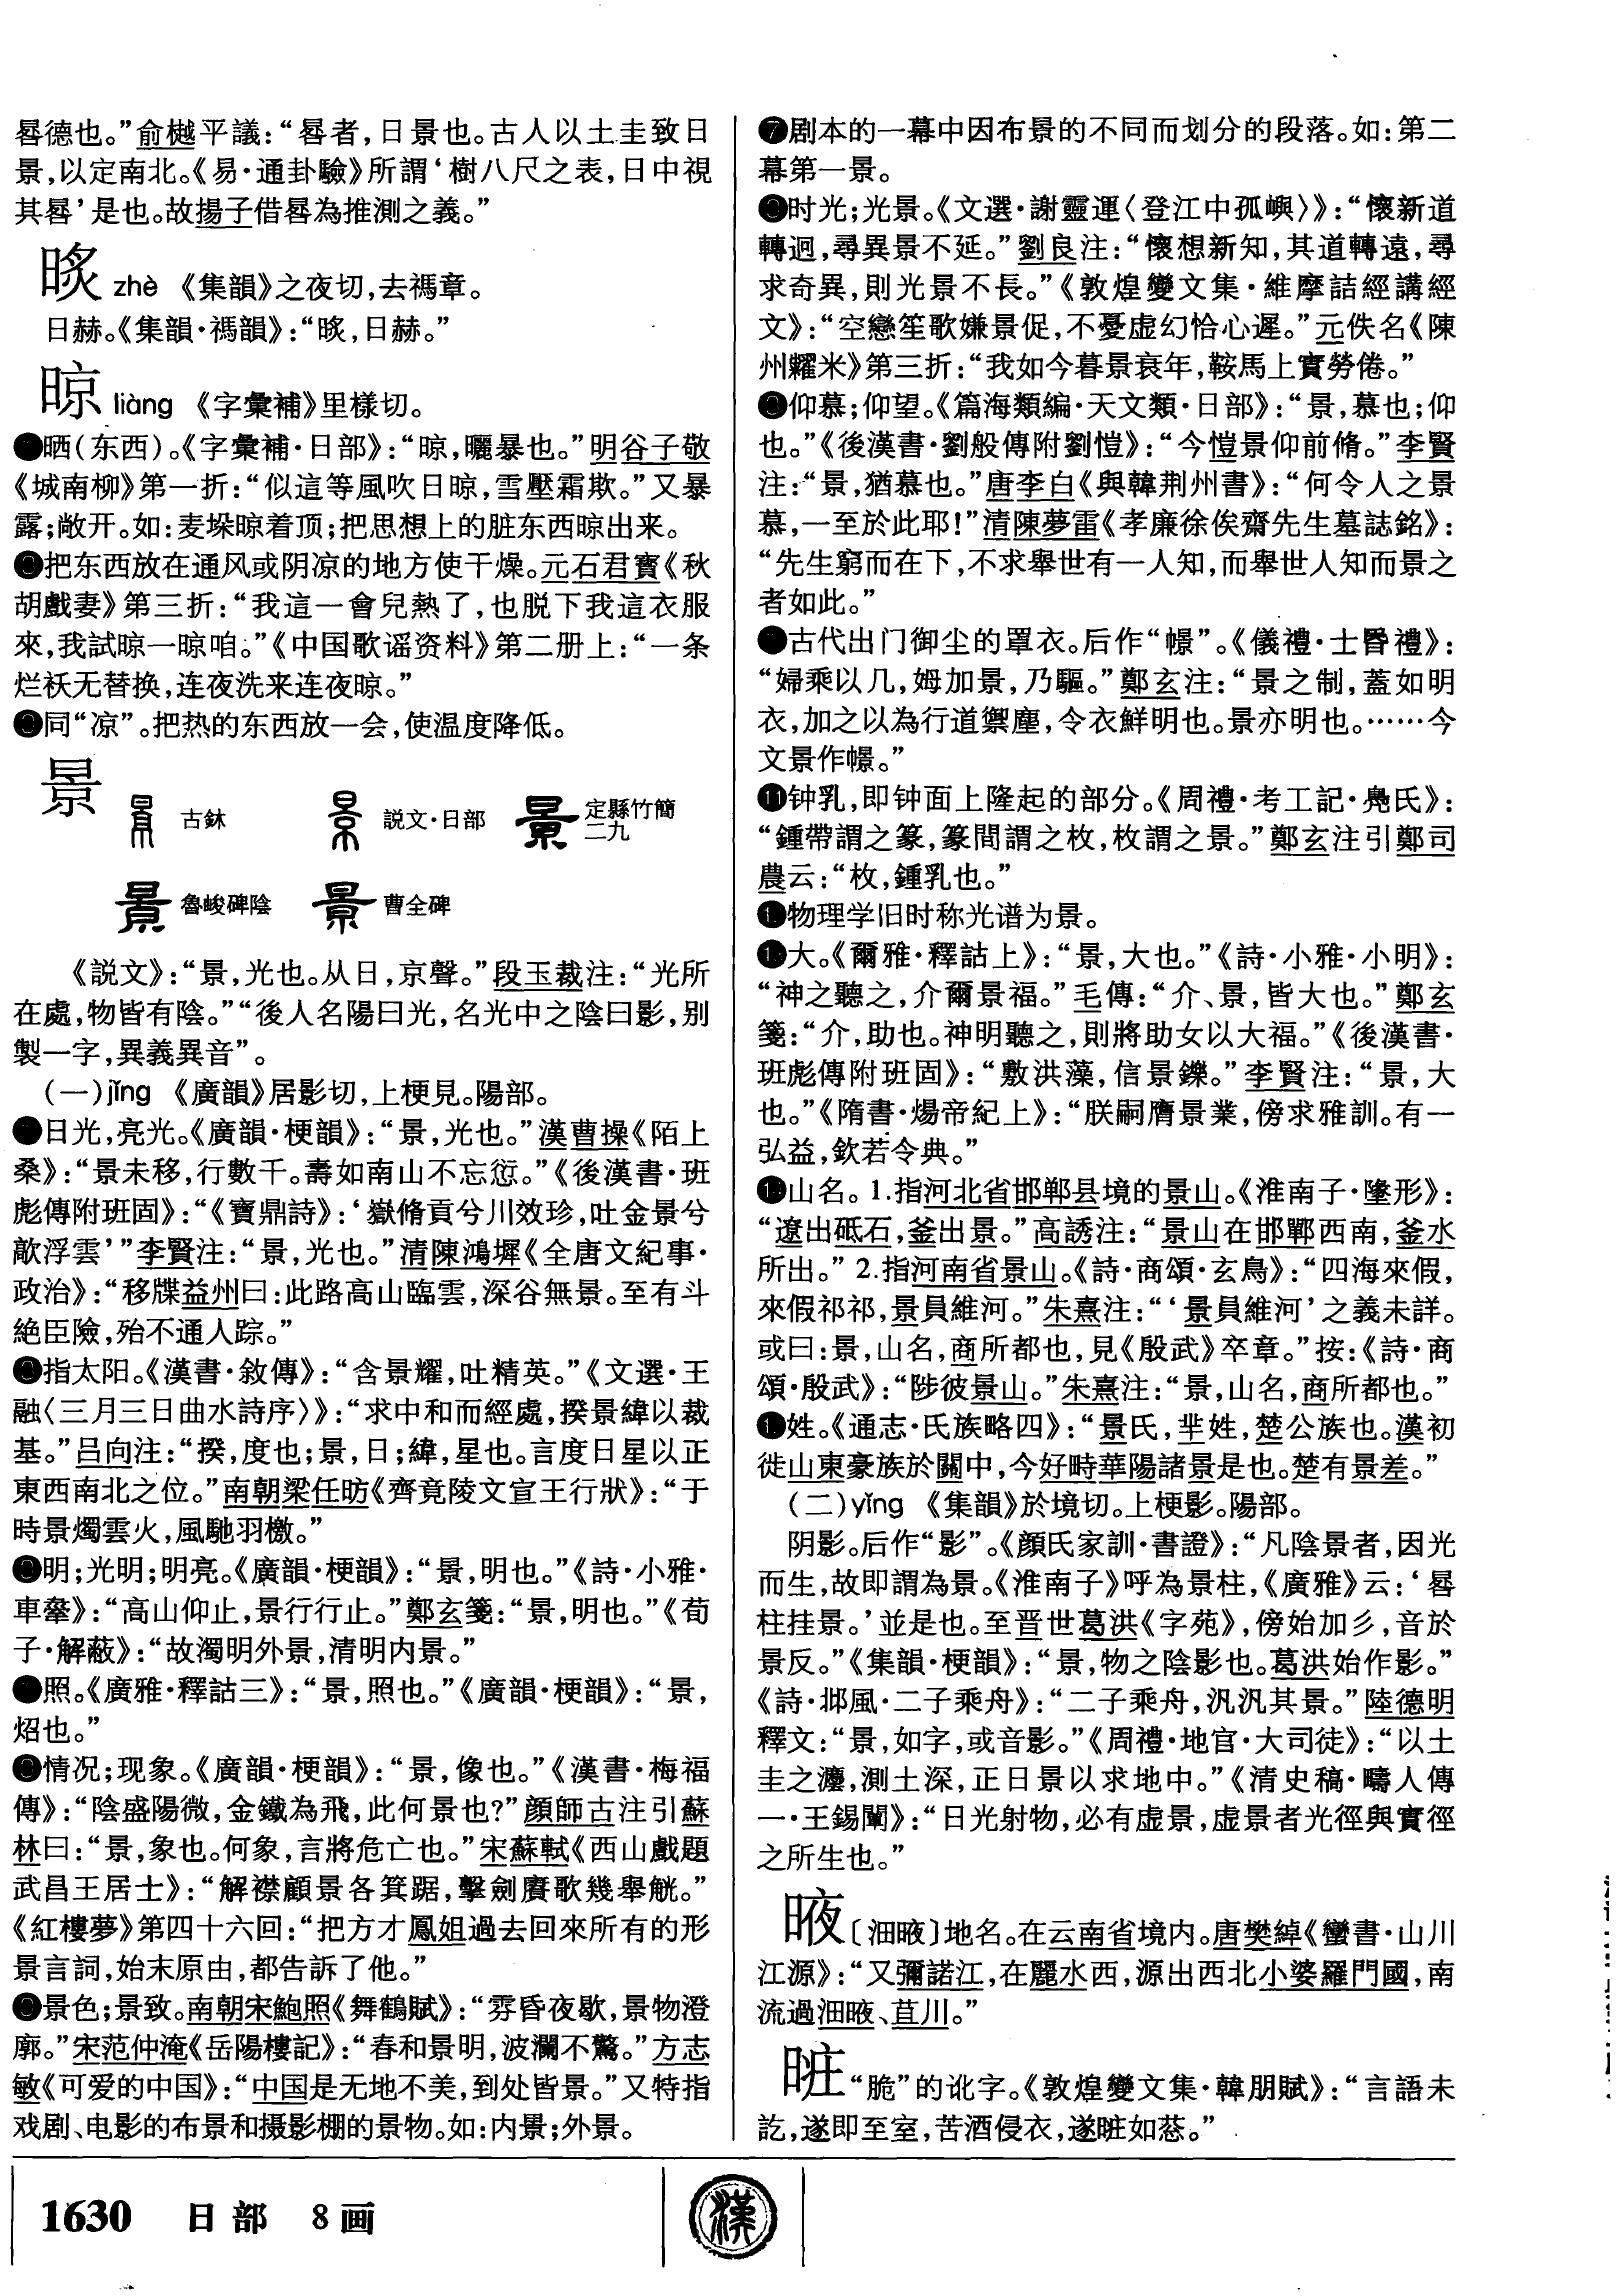 晷德也。”俞樾平議：“晷者，日景也。古人以土圭致日
景，以定南北。《易·通卦驗》所謂‘樹八尺之表，日中視
其晷’是也。故揚子借晷為推測之義。”
晱 zhè 《集韻》之夜切，去禡章。
日赫。《集韻·禡韻》：“晱，日赫。”
晾 liàng 《字彙補》里樣切。
❶晒（东西）。《字彙補·日部》：“晾，曬暴也。”明谷子敬
《城南柳》第一折：“似這等風吹日晾，雪壓霜欺。”又暴
露；敞开。如：麦垛晾着顶；把思想上的脏东西晾出来。
❷把东西放在通风或阴凉的地方使干燥。元石君寶《秋
胡戲妻》第三折：“我這一會兒熱了，也脱下我這衣服
來，我試晾一晾咱。”《中国歌谣资料》第二册上：“一条
烂袄无替换，连夜洗来连夜晾。”
❸同“凉”。把热的东西放一会，使温度降低。
景
古鉥 説文·日部 定縣竹簡二九
魯峻碑陰 曹全碑
《説文》：“景，光也。从日，京聲。”段玉裁注：“光所
在處，物皆有陰。”“後人名陽曰光，名光中之陰曰影，别
製一字，異義異音”。
（一）jǐng 《廣韻》居影切，上梗見。陽部。
❶日光，亮光。《廣韻·梗韻》：“景，光也。”漢曹操《陌上
桑》：“景未移，行數千。壽如南山不忘愆。”《後漢書·班
彪傳附班固》：“《寶鼎詩》：‘嶽脩貢兮川效珍，吐金景兮
歊浮雲’”李賢注：“景，光也。”清陳鴻墀《全唐文紀事·
政治》：“移牒益州曰：此路高山臨雲，深谷無景。至有斗
絶臣險，殆不通人踪。”
❷指太阳。《漢書·敘傳》：“含景耀，吐精英。”《文選·王
融〈三月三日曲水詩序〉》：“求中和而經處，揆景緯以裁
基。”吕向注：“揆，度也；景，日；緯，星也。言度日星以正
東西南北之位。”南朝梁任昉《齊竟陵文宣王行狀》：“于
時景燭雲火，風馳羽檄。”
❸明；光明；明亮。《廣韻·梗韻》：“景，明也。”《詩·小雅·
車舝》：“高山仰止，景行行止。”鄭玄箋：“景，明也。”《荀
子·解蔽》：“故濁明外景，清明内景。”
❹照。《廣雅·釋詁三》：“景，照也。”《廣韻·梗韻》：“景，
炤也。”
❺情况；现象。《廣韻·梗韻》：“景，像也。”《漢書·梅福
傳》：“陰盛陽微，金鐵為飛，此何景也？”顔師古注引蘇
林曰：“景，象也。何象，言將危亡也。”宋蘇軾《西山戲題
武昌王居士》：“解襟顧景各箕踞，擊劍賡歌幾舉觥。”
《紅樓夢》第四十六回：“把方才鳳姐過去回來所有的形
景言詞，始末原由，都告訴了他。”
❻景色；景致。南朝宋鮑照《舞鶴賦》：“雰昏夜歇，景物澄
廓。”宋范仲淹《岳陽樓記》：“春和景明，波瀾不驚。”方志
敏《可爱的中国》：“中国是无地不美，到处皆景。”又特指
戏剧、电影的布景和摄影棚的景物。如：内景；外景。
❼剧本的一幕中因布景的不同而划分的段落。如：第二
幕第一景。
❽时光；光景。《文選·謝靈運〈登江中孤嶼〉》：“懷新道
轉迥，尋異景不延。”劉良注：“懷想新知，其道轉遠，尋
求奇異，則光景不長。”《敦煌變文集·維摩詰經講經
文》：“空戀笙歌嫌景促，不憂虚幻恰心遲。”元佚名《陳
州糶米》第三折：“我如今暮景衰年，鞍馬上實勞倦。”
❾仰慕；仰望。《篇海類編·天文類·日部》：“景，慕也；仰
也。”《後漢書·劉般傳附劉愷》：“今愷景仰前脩。”李賢
注：“景，猶慕也。”唐李白《與韓荆州書》：“何令人之景
慕，一至於此耶！”清陳夢雷《孝廉徐俟齋先生墓誌銘》：
“先生窮而在下，不求舉世有一人知，而舉世人知而景之
者如此。”
❿古代出门御尘的罩衣。后作“幜”。《儀禮·士昏禮》：
“婦乘以几，姆加景，乃驅。”鄭玄注：“景之制，蓋如明
衣，加之以為行道禦塵，令衣鮮明也。景亦明也。……今
文景作幜。”
⓫钟乳，即钟面上隆起的部分。《周禮·考工記·鳧氏》：
“鍾帶謂之篆，篆間謂之枚，枚謂之景。”鄭玄注引鄭司
農云：“枚，鍾乳也。”
⓬物理学旧时称光谱为景。
⓭大。《爾雅·釋詁上》：“景，大也。”《詩·小雅·小明》：
“神之聽之，介爾景福。”毛傳：“介、景，皆大也。”鄭玄
箋：“介，助也。神明聽之，則將助女以大福。”《後漢書·
班彪傳附班固》：“敷洪藻，信景鑠。”李賢注：“景，大
也。”《隋書·煬帝紀上》：“朕嗣膺景業，傍求雅訓。有一
弘益，欽若令典。”
⓮山名。1.指河北省邯郸县境的景山。《淮南子·墬形》：
“遼出砥石，釜出景。”高誘注：“景山在邯鄲西南，釜水
所出。”2.指河南省景山。《詩·商頌·玄鳥》：“四海來假，
來假祁祁，景員維河。”朱熹注：“‘景員維河’之義未詳。
或曰：景，山名，商所都也，見《殷武》卒章。”按：《詩·商
頌·殷武》：“陟彼景山。”朱熹注：“景，山名，商所都也。”
⓯姓。《通志·氏族略四》：“景氏，芈姓，楚公族也。漢初
徙山東豪族於關中，今好畤華陽諸景是也。楚有景差。”
（二）yǐng 《集韻》於境切。上梗影。陽部。
阴影。后作“影”。《顔氏家訓·書證》：“凡陰景者，因光
而生，故即謂為景。《淮南子》呼為景柱，《廣雅》云：‘晷
柱挂景。’並是也。至晋世葛洪《字苑》，傍始加彡，音於
景反。”《集韻·梗韻》：“景，物之陰影也。葛洪始作影。”
《詩·邶風·二子乘舟》：“二子乘舟，汎汎其景。”陸德明
釋文：“景，如字，或音影。”《周禮·地官·大司徒》：“以土
圭之灋，測土深，正日景以求地中。”《清史稿·疇人傳
一·王錫闡》：“日光射物，必有虚景，虚景者光徑與實徑
之所生也。”
㫨〔沺㫨〕地名。在云南省境内。唐樊綽《蠻書·山川
江源》：“又彌諾江，在麗水西，源出西北小婆羅門國，南
流過沺㫨、苴川。”
“脆”的讹字。《敦煌變文集·韓朋賦》：“言語未
訖，遂即至室，苦酒侵衣，遂如葱。”
1630 日部 8画
漢